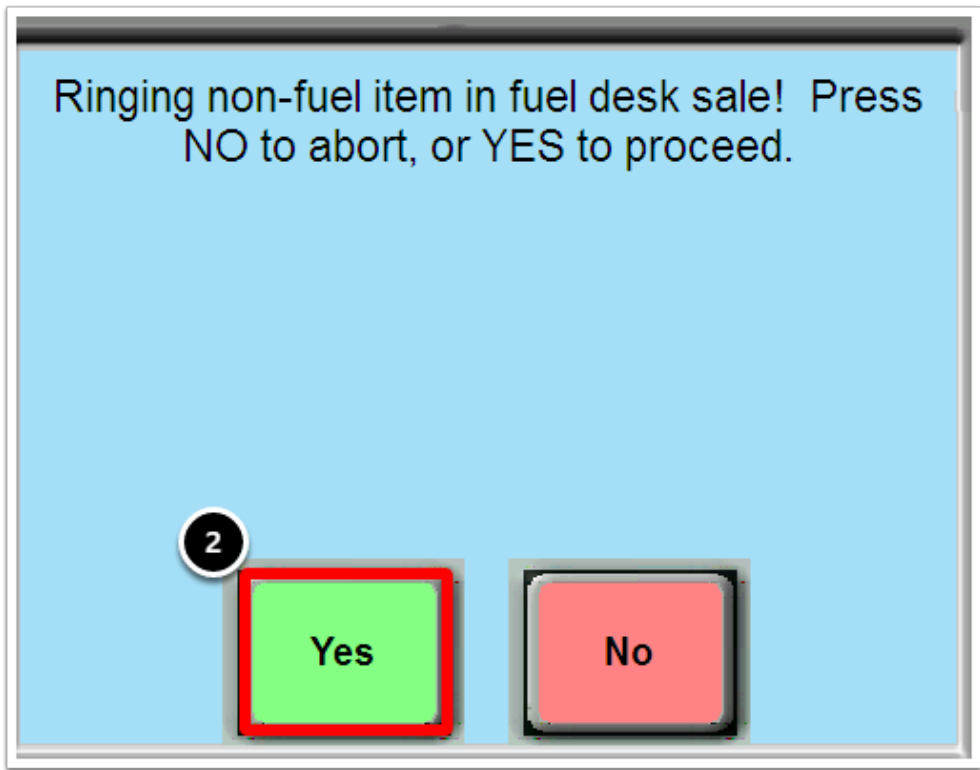 Ringing non-fuel item in fuel desk sale!  Press
NO to abort, or YES to proceed.
2
Yes
No